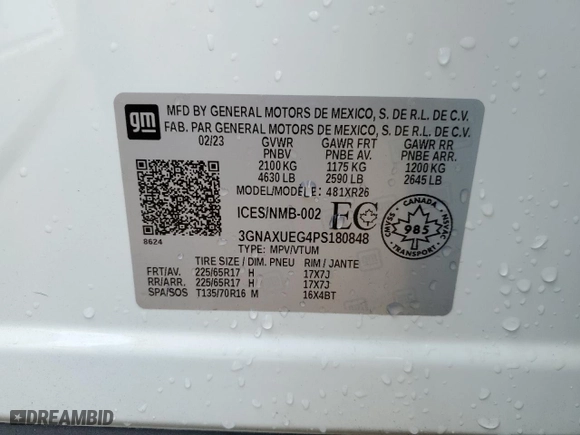 gm
MFD BY GENERAL MOTORS DE MEXICO, S. DE R.L. DE C.V.
FAB. PAR GENERAL MOTORS DE MEXICO, S. DE R.L. DE C.V.
02/23 GVWR GAWR FRT GAWR RR
PNBV PNBE AV. PNBE ARR.
2100 KG 1175 KG 1200 KG
4630 LB 2590 LB 2645 LB
MODEL/MODÈLE: 481XR26
ICES/NMB-002 EC
CANADA
985
CMVSS
NSVAC
8624
3GNAXUEG4PS180848
TYPE: MPV/VTUM
TIRE SIZE / DIM. PNEU RIM / JANTE
FRT/AV. 225/65R17 H 17X7J
RR/ARR. 225/65R17 H 17X7J
SPA/SOS T135/70R16 M 16X4BT
DREAMBID